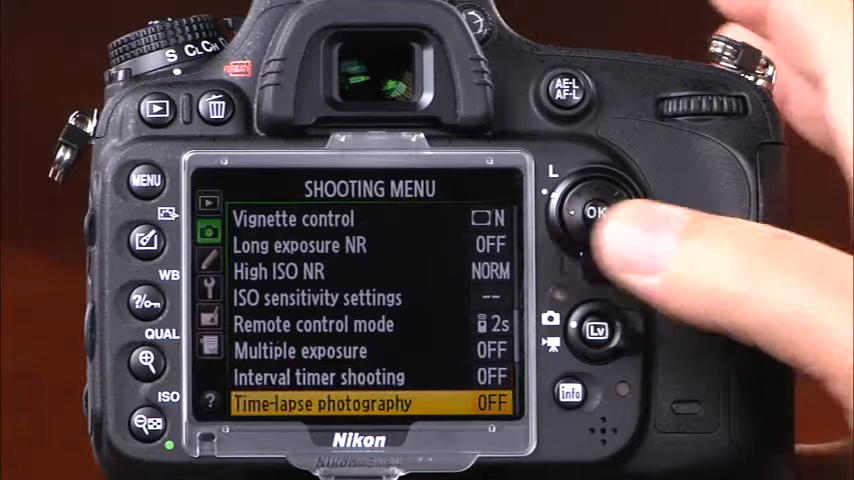 S CL CH
FORMAT
AE-L
AF-L
MENU
WB
?/
QUAL
ISO
SHOOTING MENU
Vignette control N
Long exposure NR OFF
High ISO NR NORM
ISO sensitivity settings --
Remote control mode 2s
Multiple exposure OFF
Interval timer shooting OFF
Time-lapse photography OFF
?
L
OK
Lv
info
Nikon
Nikon